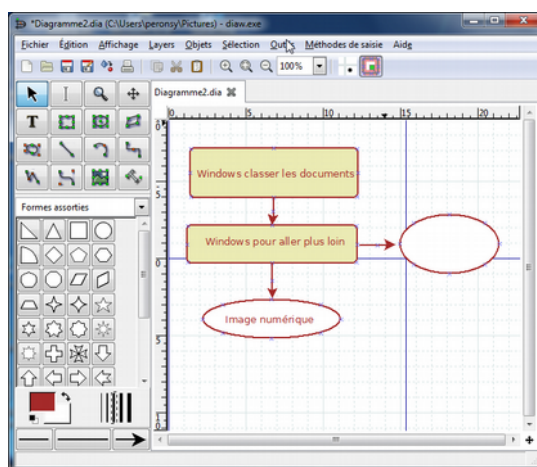 *Diagramme2.dia (C:\Users\peronsy\Pictures) - diaw.exe
Fichier Édition Affichage Layers Objets Sélection Outils Méthodes de saisie Aide
100%
Diagramme2.dia
0 5 10 15 20
T
Formes assorties
Windows classer les documents
Windows pour aller plus loin
Image numérique